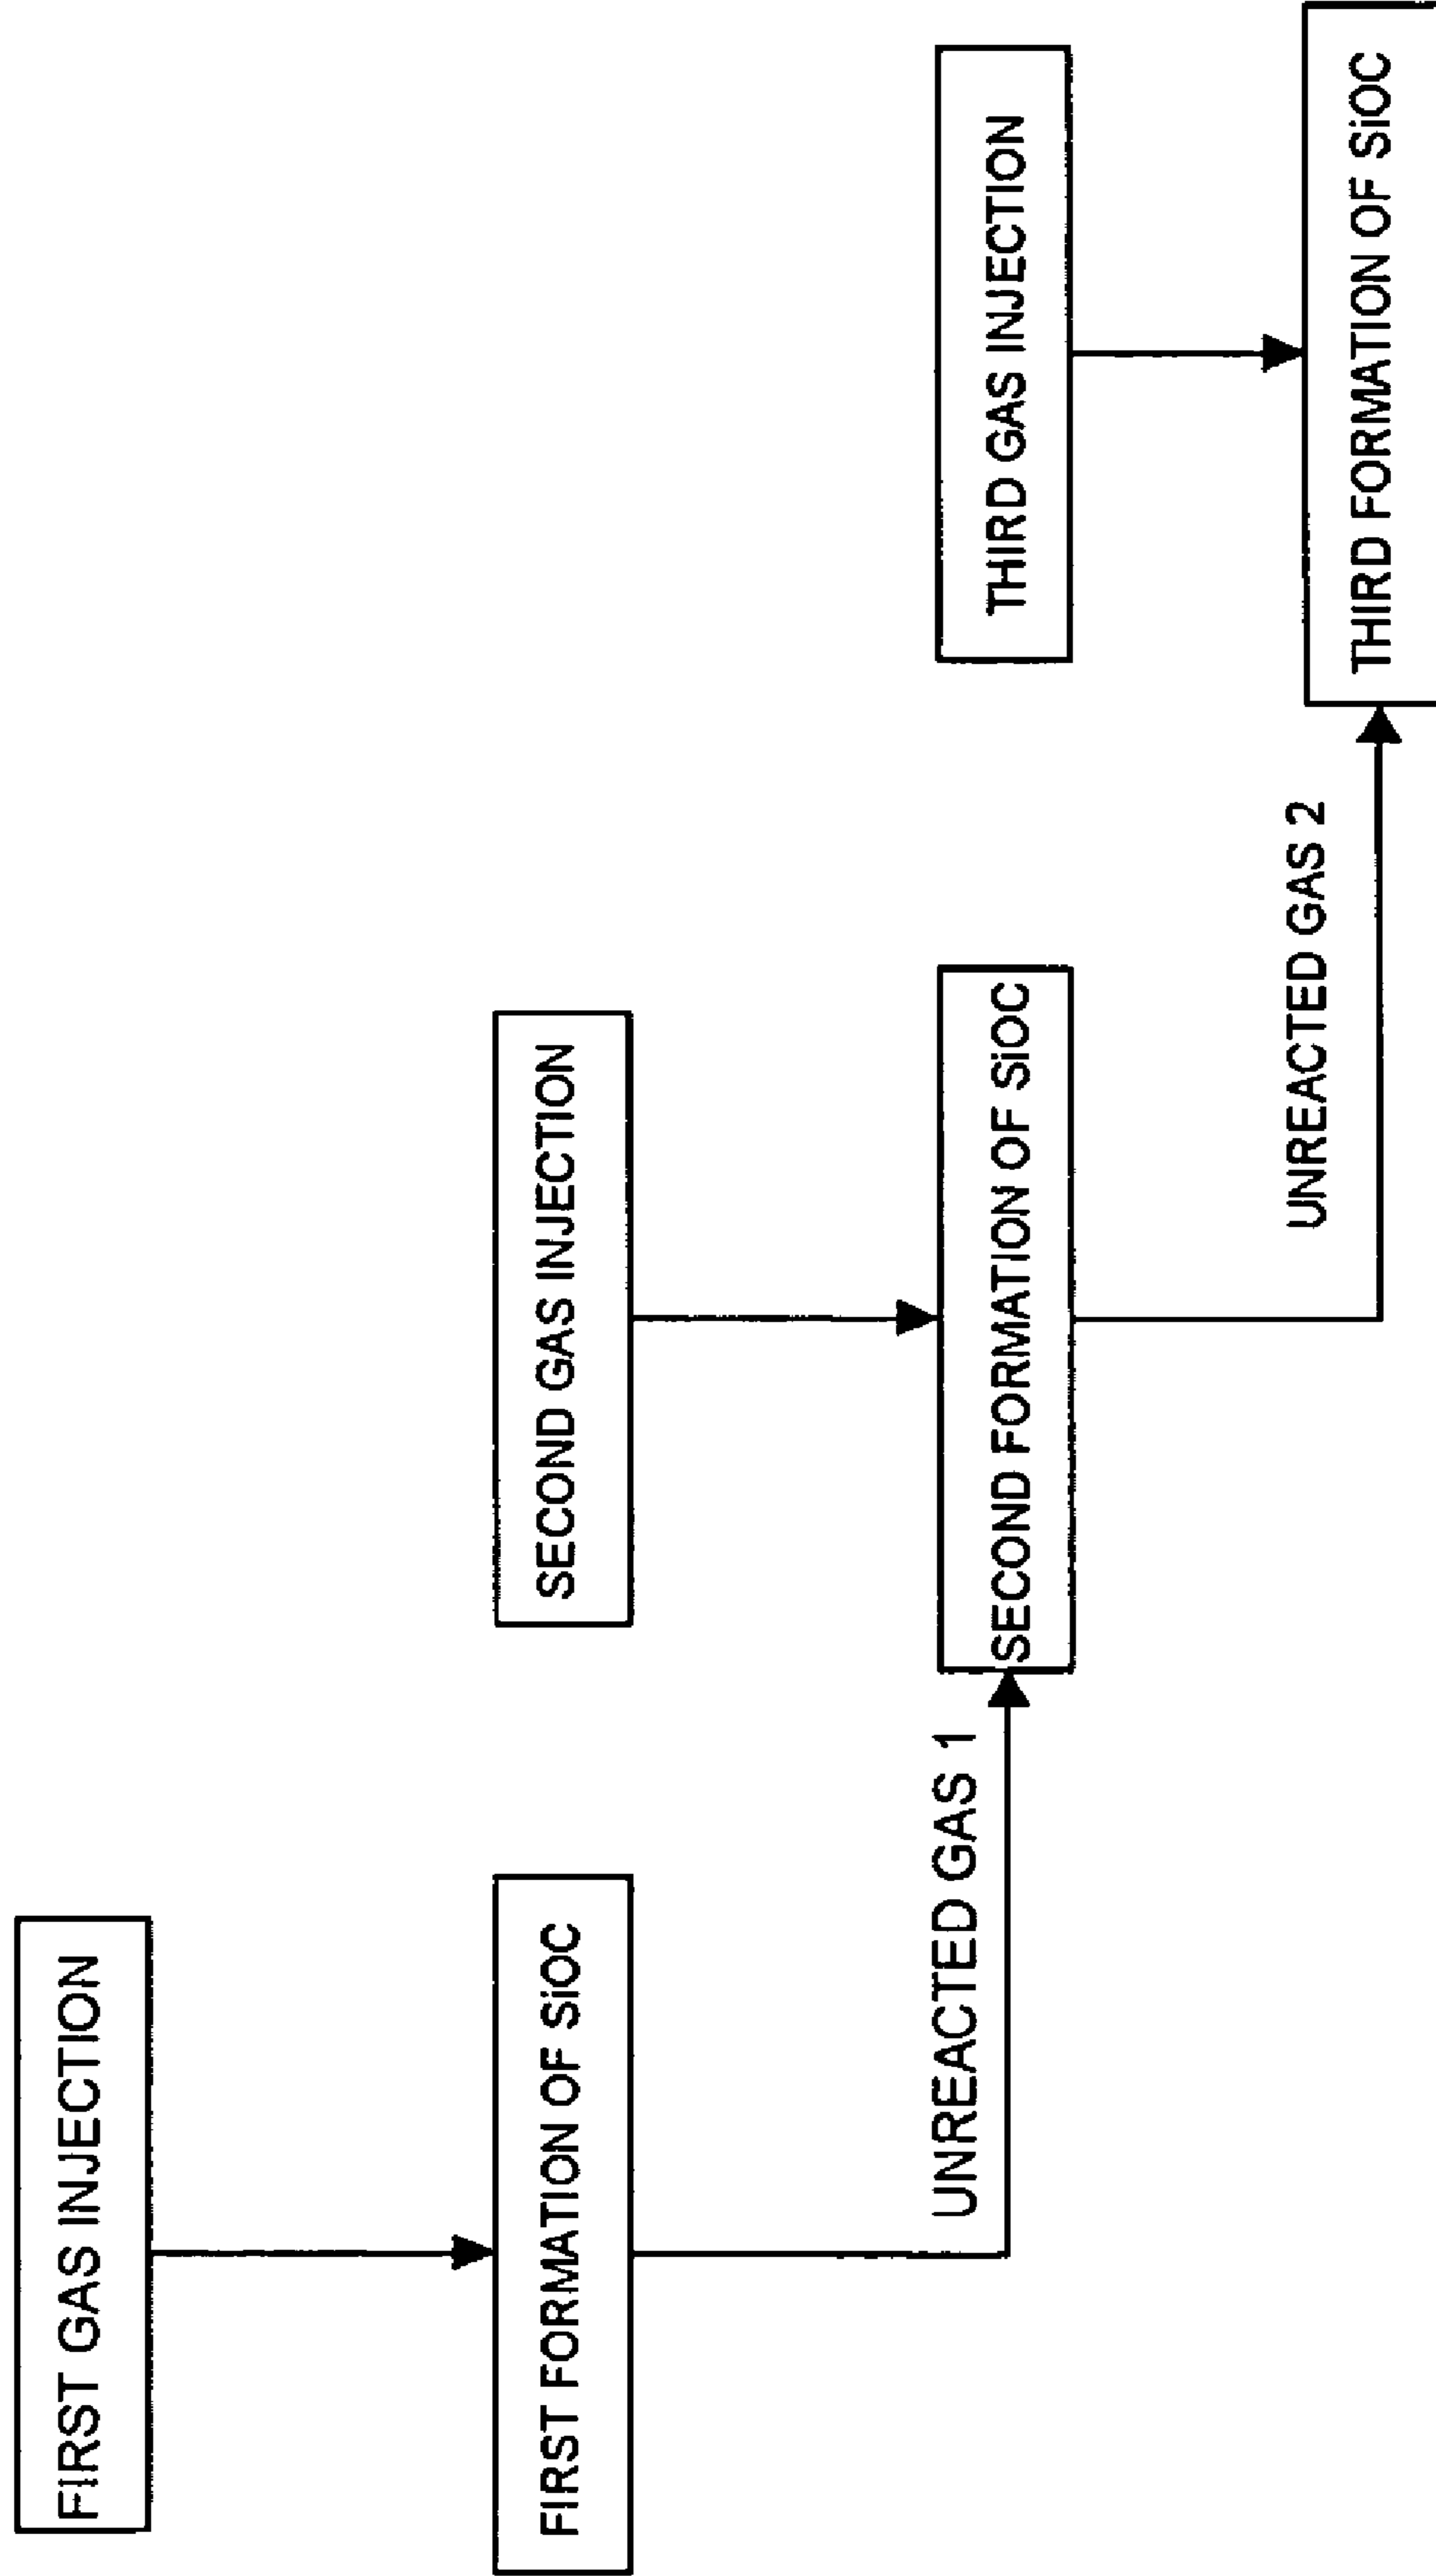 FIRST GAS INJECTION
FIRST FORMATION OF SiOC
UNREACTED GAS 1
SECOND GAS INJECTION
SECOND FORMATION OF SiOC
UNREACTED GAS 2
THIRD GAS INJECTION
THIRD FORMATION OF SiOC